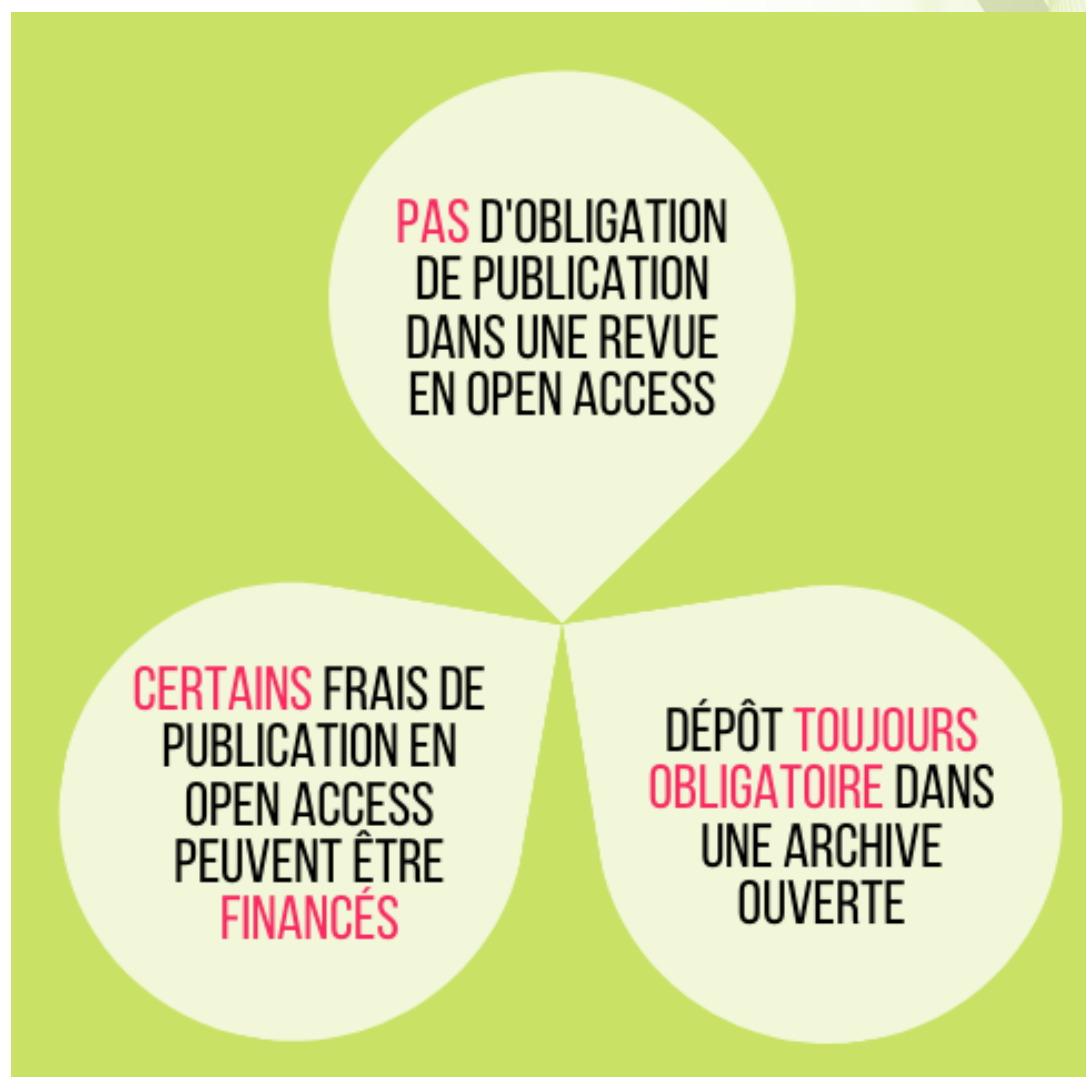 PAS D'OBLIGATION
DE PUBLICATION
DANS UNE REVUE
EN OPEN ACCESS
CERTAINS FRAIS DE
PUBLICATION EN
OPEN ACCESS
PEUVENT ÊTRE
FINANCÉS
DÉPÔT TOUJOURS
OBLIGATOIRE DANS
UNE ARCHIVE
OUVERTE